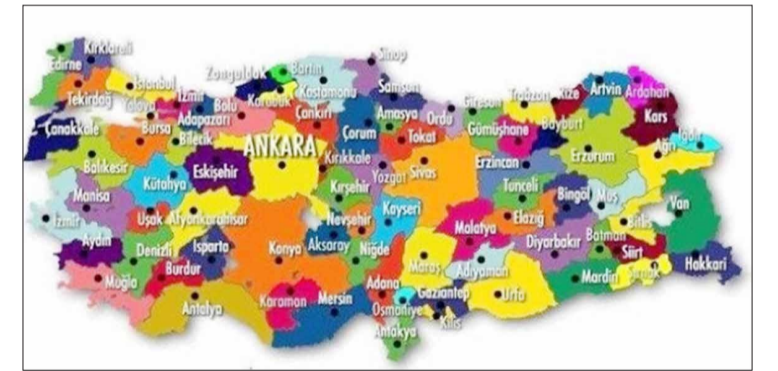 Edirne
Kırklareli
Tekirdağ
İstanbul
Yalova
İzmit
Adapazarı
Bolu
Zonguldak
Bartın
Karabük
Kastamonu
Sinop
Samsun
Çankırı
Çorum
Amasya
Ordu
Giresun
Trabzon
Rize
Artvin
Ardahan
Kars
Iğdır
Ağrı
Bayburt
Gümüşhane
Tokat
Çanakkale
Bursa
Bilecik
Balıkesir
Kütahya
Eskişehir
ANKARA
Kırıkkale
Yozgat
Sivas
Erzincan
Erzurum
Manisa
İzmir
Uşak
Afyonkarahisar
Kırşehir
Nevşehir
Kayseri
Tunceli
Bingöl
Muş
Van
Bitlis
Elazığ
Malatya
Aydın
Denizli
Isparta
Burdur
Konya
Aksaray
Niğde
Maraş
Adıyaman
Diyarbakır
Batman
Siirt
Şırnak
Hakkari
Mardin
Urfa
Muğla
Antalya
Karaman
Mersin
Adana
Osmaniye
Gaziantep
Kilis
Antakya